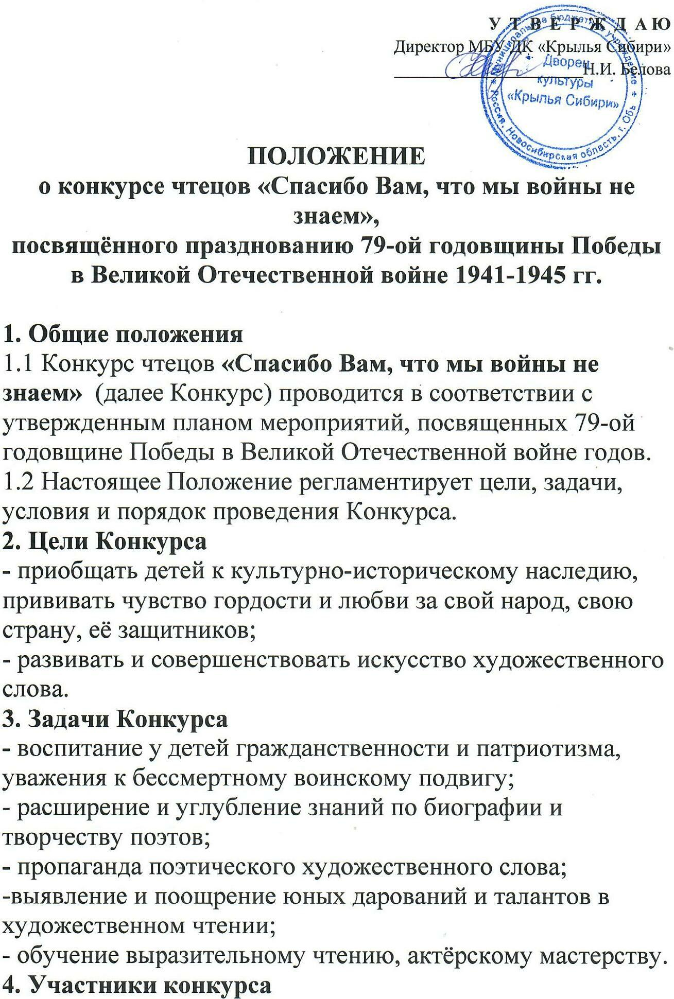 У Т В Е Р Ж Д А Ю
Директор МБУ ДК «Крылья Сибири»
Н.И. Белова
* Муниципальное бюджетное учреждение *
Россия, Новосибирская область, г. Обь
Дворец
культуры
«Крылья Сибири»
ПОЛОЖЕНИЕ
о конкурсе чтецов «Спасибо Вам, что мы войны не
знаем»,
посвящённого празднованию 79-ой годовщины Победы
в Великой Отечественной войне 1941-1945 гг.
1. Общие положения
1.1 Конкурс чтецов «Спасибо Вам, что мы войны не
знаем» (далее Конкурс) проводится в соответствии с
утвержденным планом мероприятий, посвященных 79-ой
годовщине Победы в Великой Отечественной войне годов.
1.2 Настоящее Положение регламентирует цели, задачи,
условия и порядок проведения Конкурса.
2. Цели Конкурса
- приобщать детей к культурно-историческому наследию,
прививать чувство гордости и любви за свой народ, свою
страну, её защитников;
- развивать и совершенствовать искусство художественного
слова.
3. Задачи Конкурса
- воспитание у детей гражданственности и патриотизма,
уважения к бессмертному воинскому подвигу;
- расширение и углубление знаний по биографии и
творчеству поэтов;
- пропаганда поэтического художественного слова;
-выявление и поощрение юных дарований и талантов в
художественном чтении;
- обучение выразительному чтению, актёрскому мастерству.
4. Участники конкурса